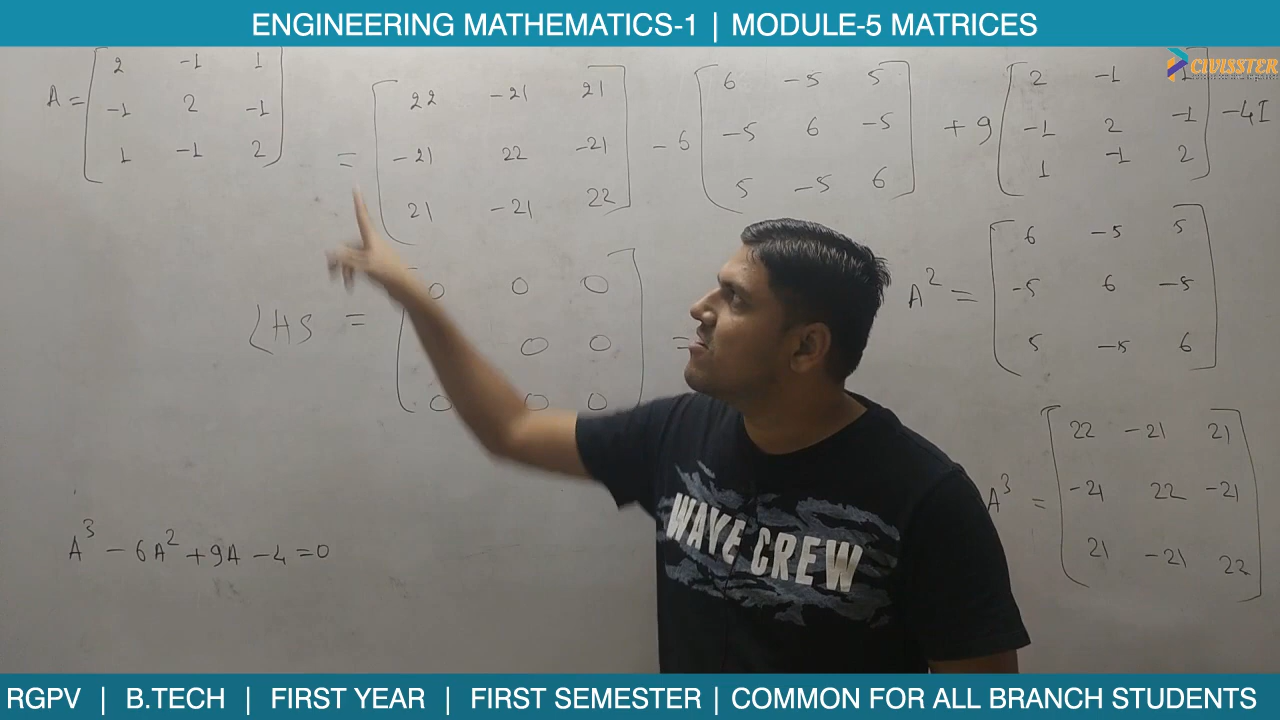 ENGINEERING MATHEMATICS-1 | MODULE-5 MATRICES
CIVISSTER
A = [ 2 -1 1
-1 2 -1
1 -1 2 ]
= [ 22 -21 21
-21 22 -21
21 -21 22 ]
-6 [ 6 -5 5
-5 6 -5
5 -5 6 ]
+9 [ 2 -1 1
-1 2 -1
1 -1 2 ] -4I
LHS = [ 0 0 0
0 0
0 0 0 ] =
A² = [ 6 -5 5
-5 6 -5
5 -5 6 ]
A³ = [ 22 -21 21
-21 22 -21
21 -21 22 ]
A³ - 6A² + 9A - 4 = 0
WAYE CREW
RGPV | B.TECH | FIRST YEAR | FIRST SEMESTER | COMMON FOR ALL BRANCH STUDENTS